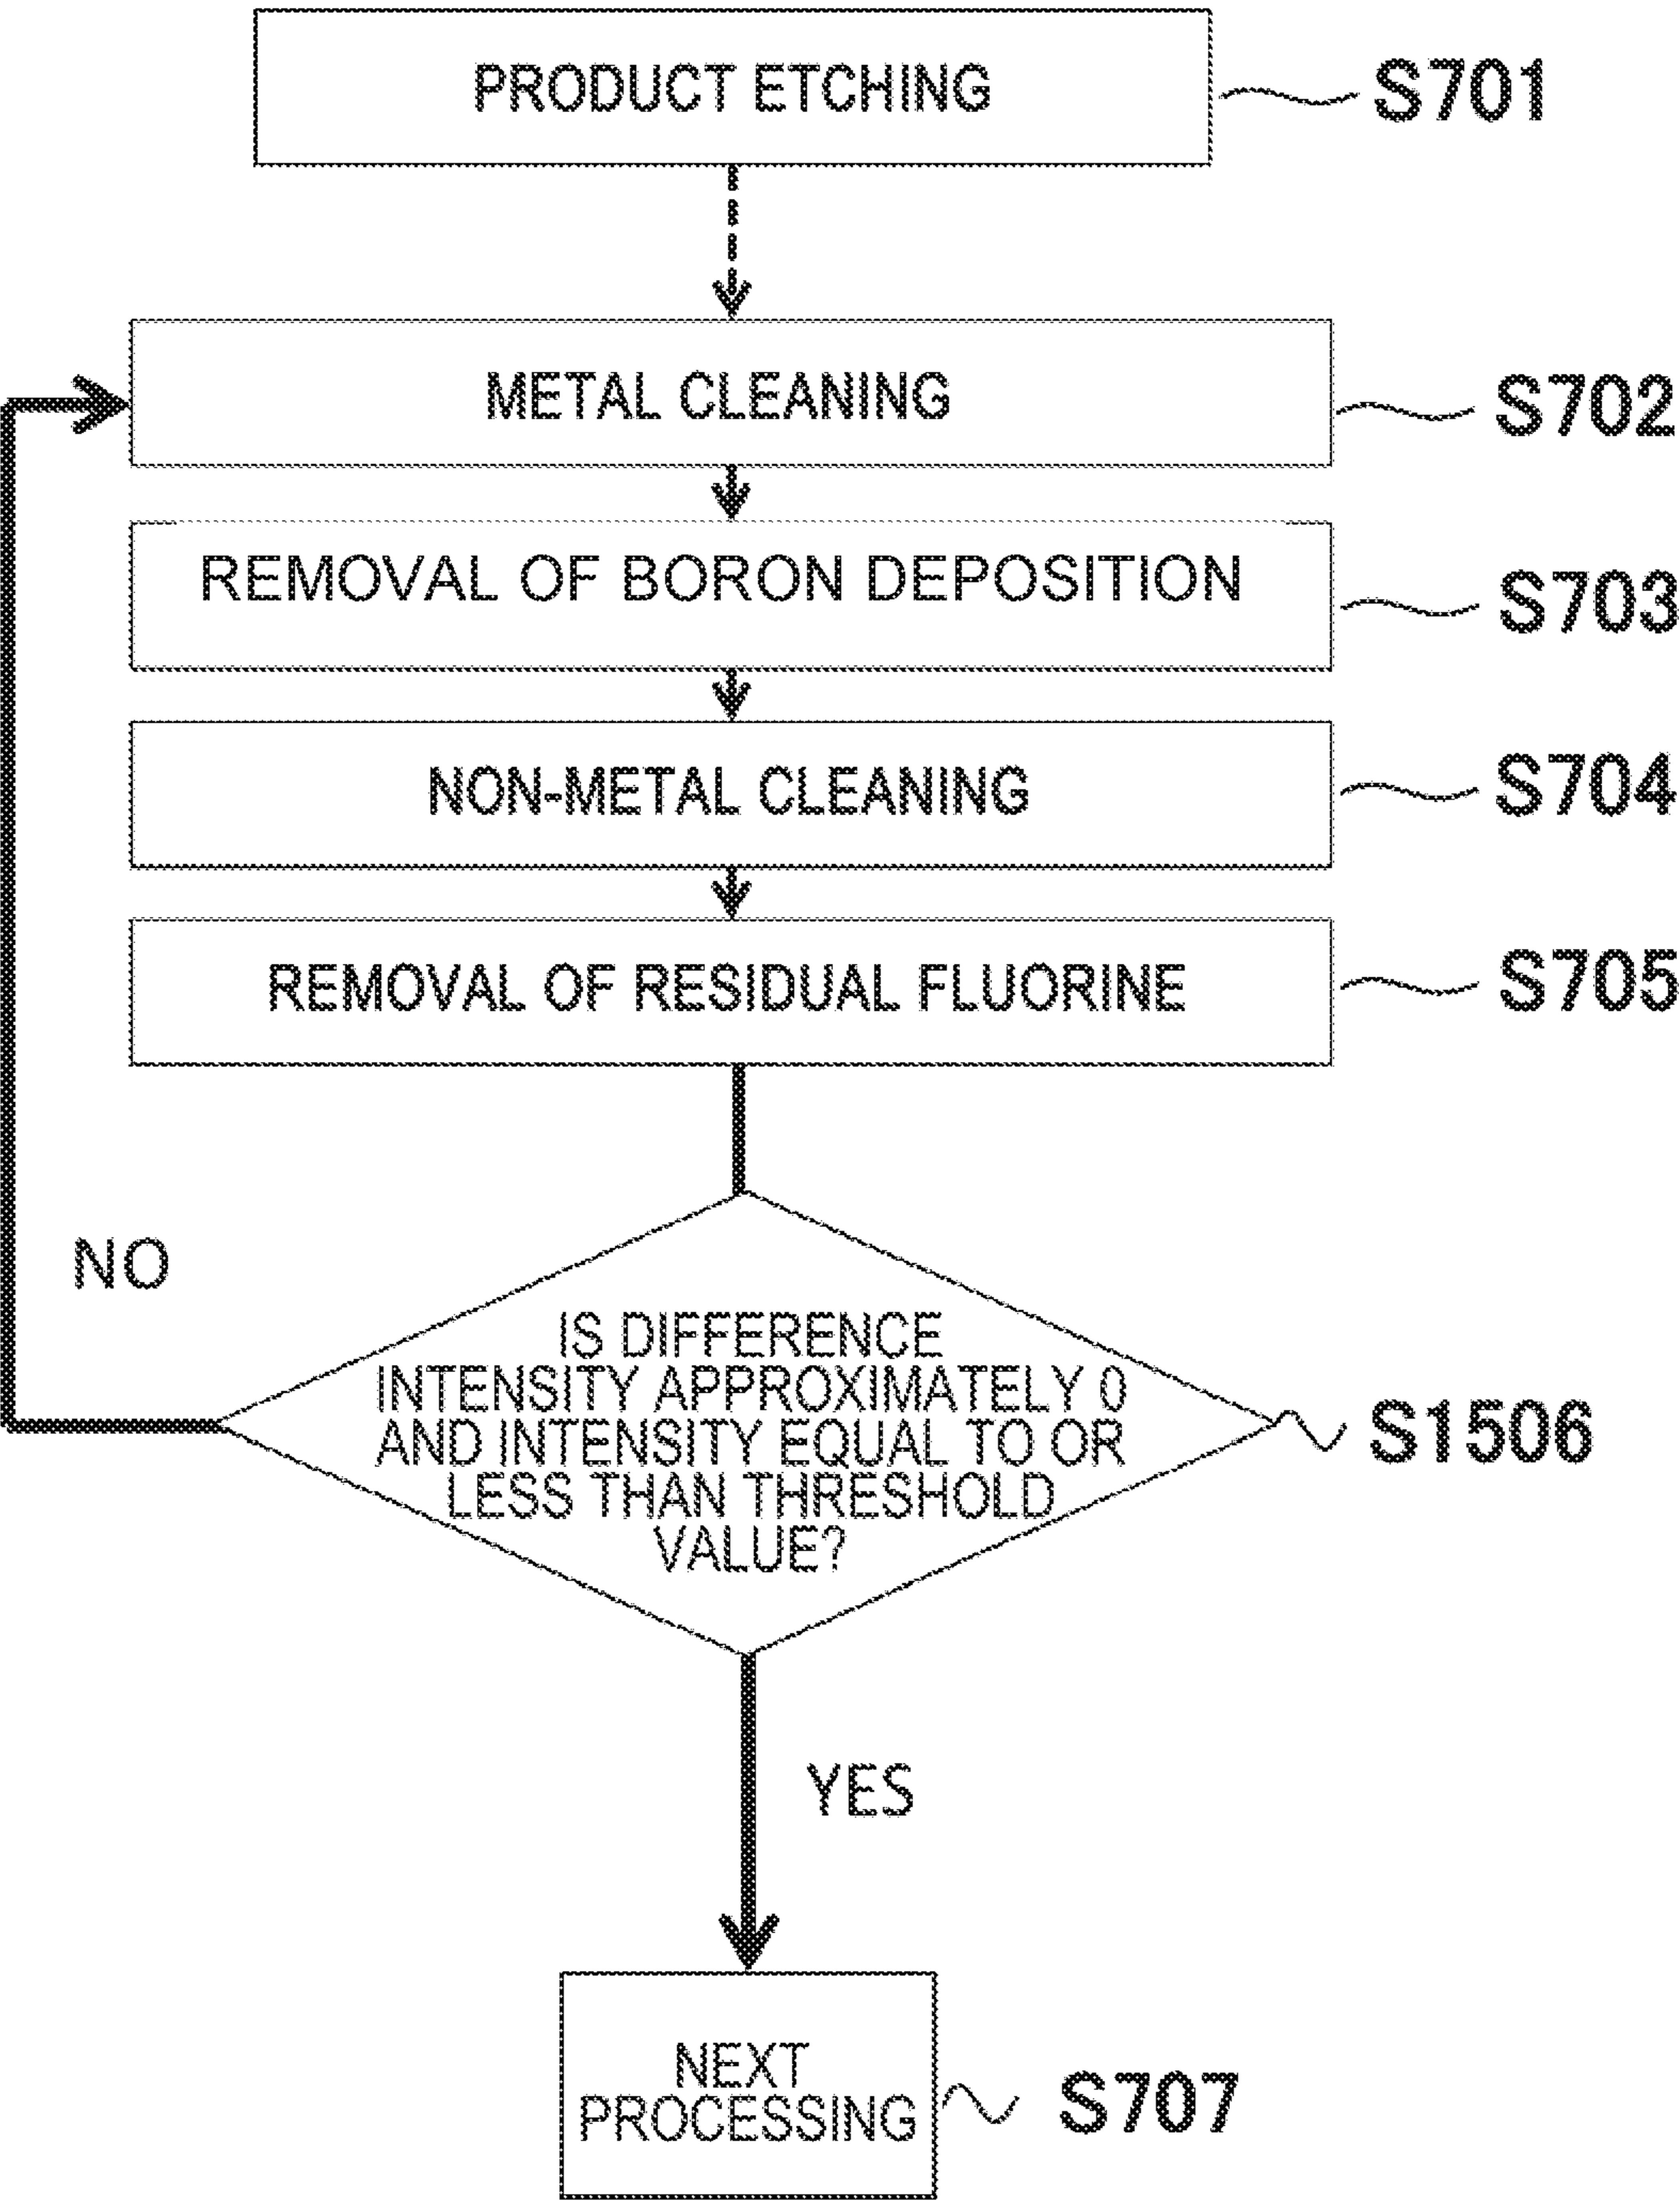 PRODUCT ETCHING
S701
METAL CLEANING
S702
REMOVAL OF BORON DEPOSITION
S703
NON-METAL CLEANING
S704
REMOVAL OF RESIDUAL FLUORINE
S705
NO
IS DIFFERENCE
INTENSITY APPROXIMATELY 0
AND INTENSITY EQUAL TO OR
LESS THAN THRESHOLD
VALUE?
S1506
YES
NEXT
PROCESSING
S707